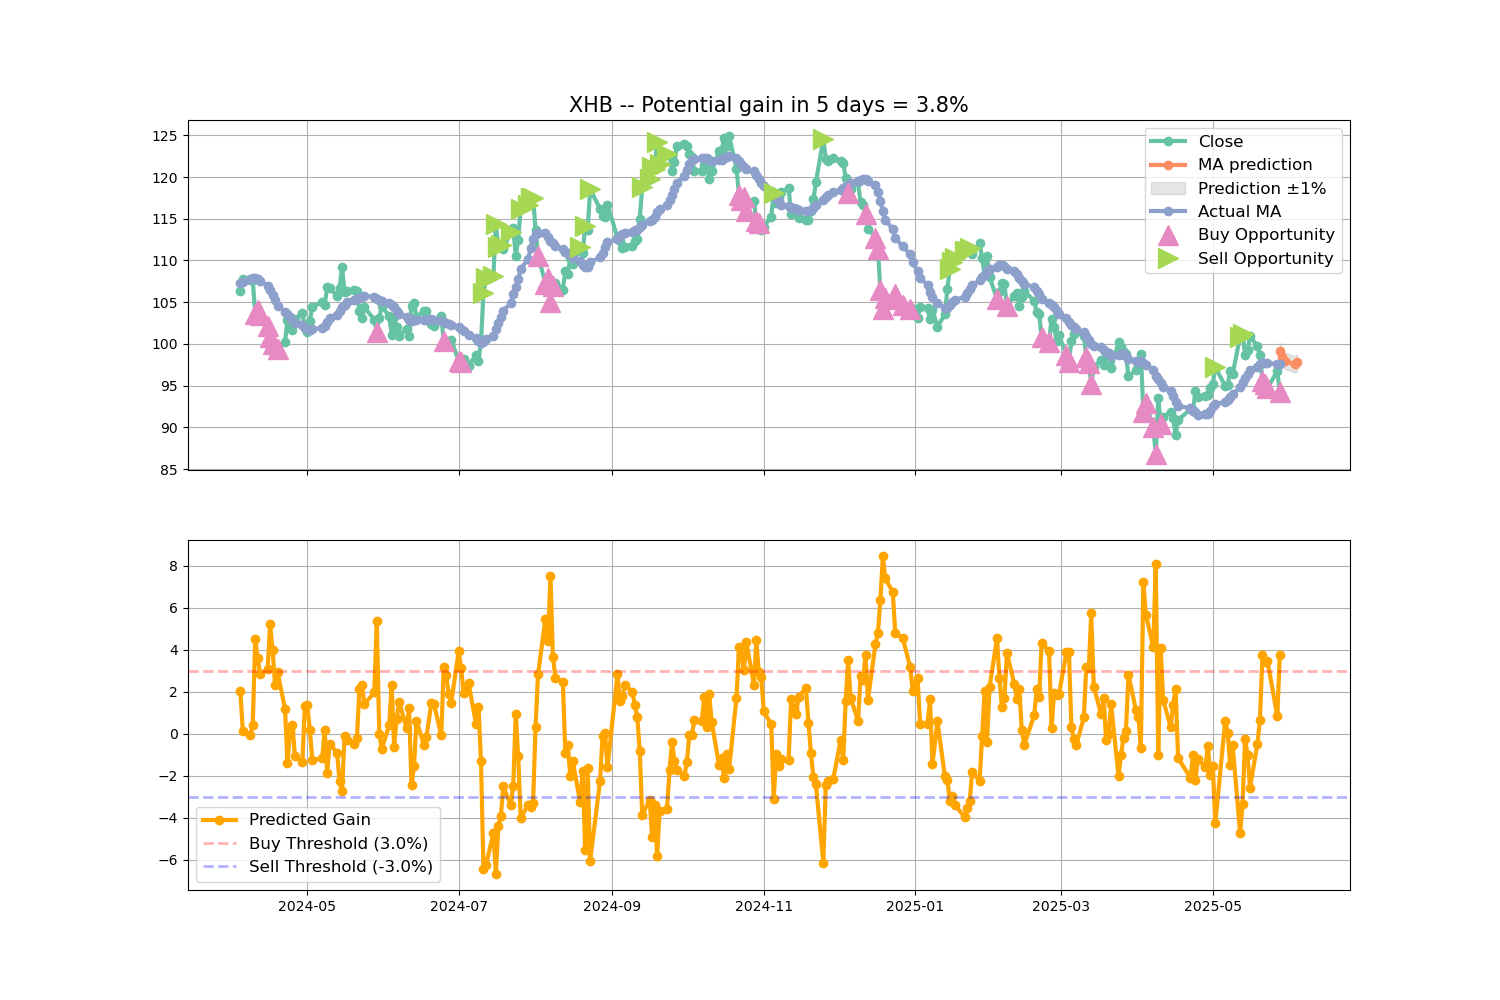 XHB -- Potential gain in 5 days = 3.8%
125
120
115
110
105
100
95
90
85
Close
MA prediction
Prediction ±1%
Actual MA
Buy Opportunity
Sell Opportunity
8
6
4
2
0
−2
−4
−6
Predicted Gain
Buy Threshold (3.0%)
Sell Threshold (-3.0%)
2024-05
2024-07
2024-09
2024-11
2025-01
2025-03
2025-05